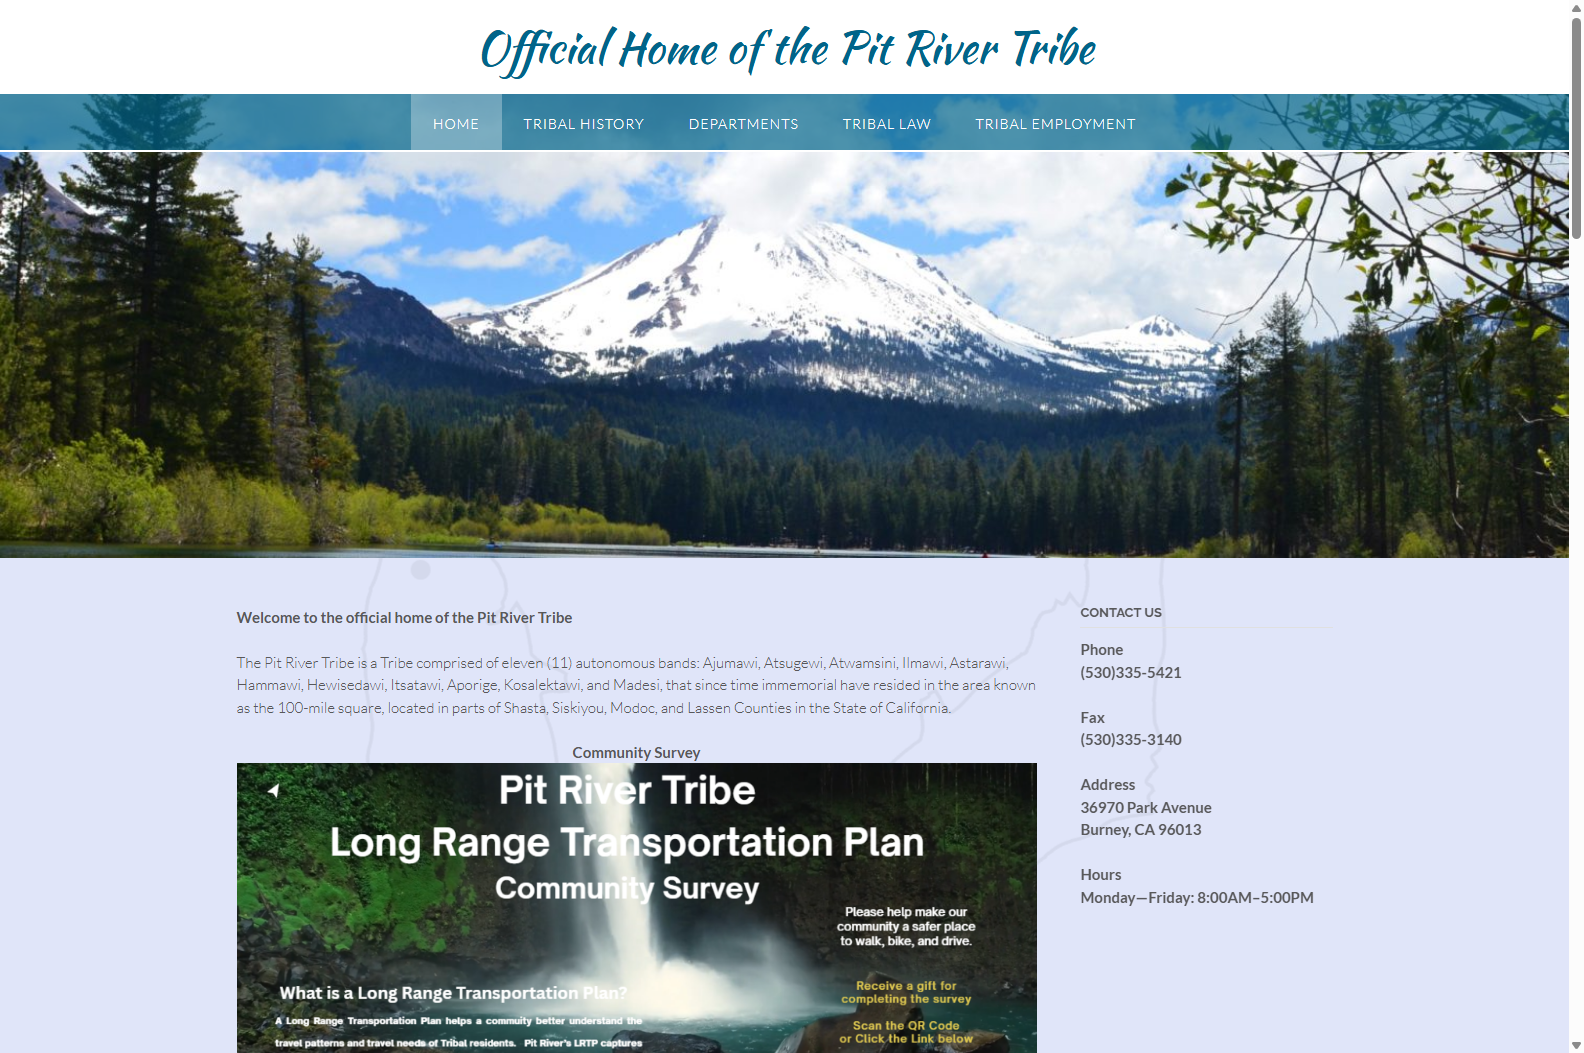 Official Home of the Pit River Tribe
HOME TRIBAL HISTORY DEPARTMENTS TRIBAL LAW TRIBAL EMPLOYMENT
Welcome to the official home of the Pit River Tribe
The Pit River Tribe is a Tribe comprised of eleven (11) autonomous bands: Ajumawi, Atsugewi, Atwamsini, Ilmawi, Astarawi,
Hammawi, Hewisedawi, Itsatawi, Aporige, Kosalektawi, and Madesi, that since time immemorial have resided in the area known
as the 100-mile square, located in parts of Shasta, Siskiyou, Modoc, and Lassen Counties in the State of California.
Community Survey
Pit River Tribe
Long Range Transportation Plan
Community Survey
Please help make our
community a safer place
to walk, bike, and drive.
Receive a gift for
completing the survey
Scan the QR Code
or Click the Link below
What is a Long Range Transportation Plan?
A Long Range Transportation Plan helps a commuity better understand the
travel patterns and travel needs of Tribal residents. Pit River's LRTP captures
CONTACT US
Phone
(530)335-5421
Fax
(530)335-3140
Address
36970 Park Avenue
Burney, CA 96013
Hours
Monday—Friday: 8:00AM–5:00PM